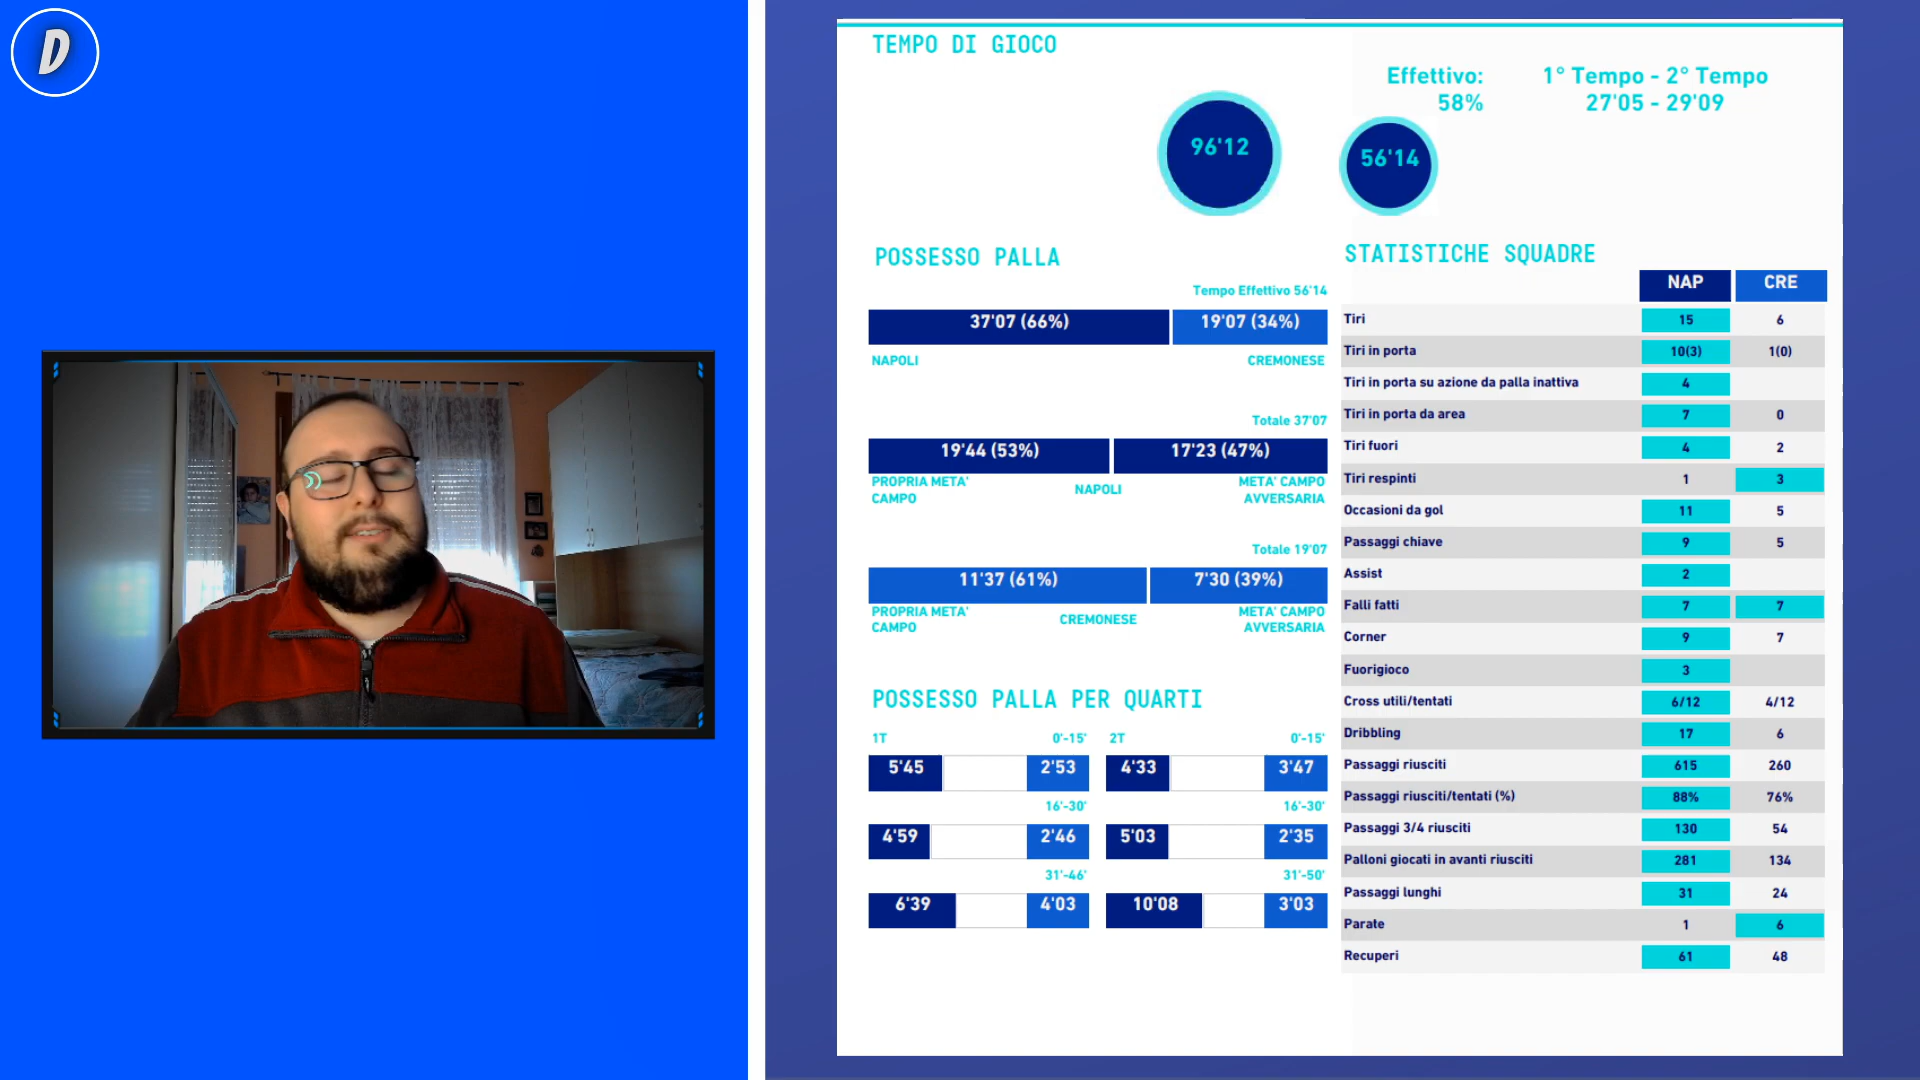 D
TEMPO DI GIOCO
Effettivo:
58%
1° Tempo - 2° Tempo
27'05 - 29'09
96'12
56'14
POSSESSO PALLA
Tempo Effettivo 56'14
37'07 (66%) 19'07 (34%)
NAPOLI CREMONESE
Totale 37'07
19'44 (53%) 17'23 (47%)
PROPRIA META'
CAMPO
NAPOLI
META' CAMPO
AVVERSARIA
Totale 19'07
11'37 (61%) 7'30 (39%)
PROPRIA META'
CAMPO
CREMONESE
META' CAMPO
AVVERSARIA
POSSESSO PALLA PER QUARTI
1T 0'-15' 2T 0'-15'
5'45 2'53 4'33 3'47
16'-30' 16'-30'
4'59 2'46 5'03 2'35
31'-46' 31'-50'
6'39 4'03 10'08 3'03
STATISTICHE SQUADRE
NAP CRE
Tiri 15 6
Tiri in porta 10(3) 1(0)
Tiri in porta su azione da palla inattiva 4
Tiri in porta da area 7 0
Tiri fuori 4 2
Tiri respinti 1 3
Occasioni da gol 11 5
Passaggi chiave 9 5
Assist 2
Falli fatti 7 7
Corner 9 7
Fuorigioco 3
Cross utili/tentati 6/12 4/12
Dribbling 17 6
Passaggi riusciti 615 260
Passaggi riusciti/tentati (%) 88% 76%
Passaggi 3/4 riusciti 130 54
Palloni giocati in avanti riusciti 281 134
Passaggi lunghi 31 24
Parate 1 6
Recuperi 61 48